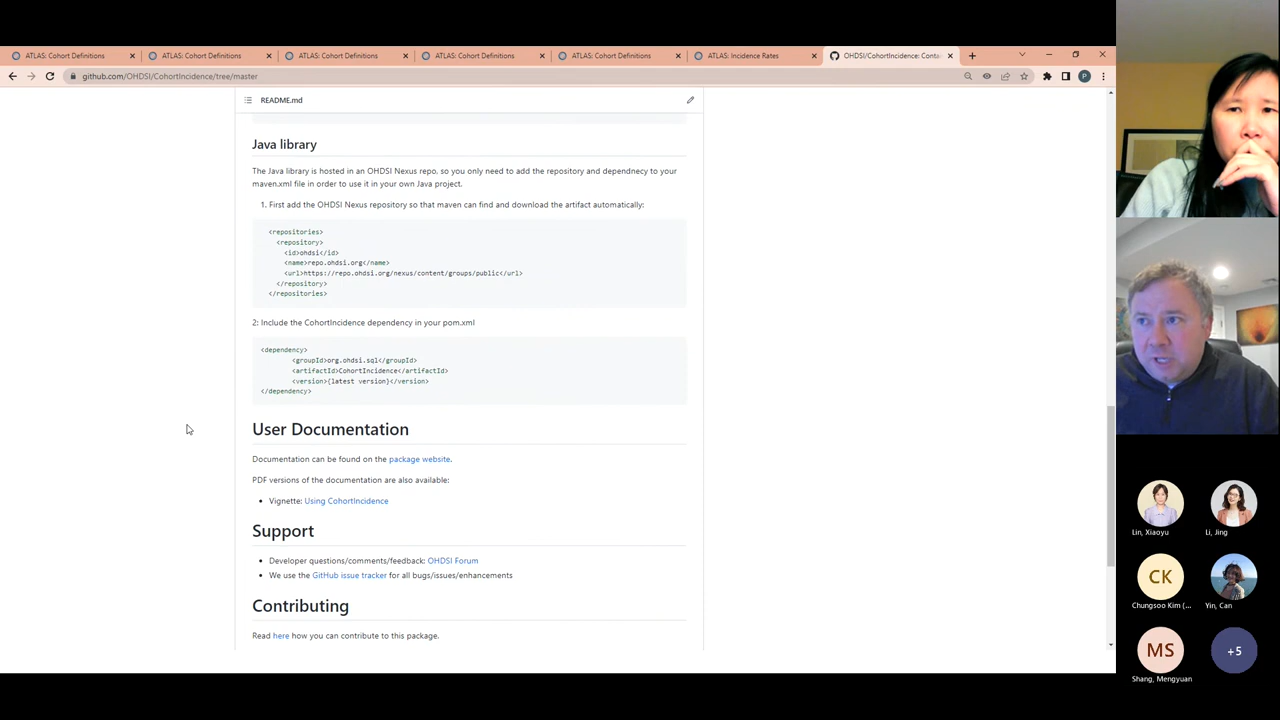 ATLAS: Cohort Definitions
ATLAS: Cohort Definitions
ATLAS: Cohort Definitions
ATLAS: Cohort Definitions
ATLAS: Cohort Definitions
ATLAS: Incidence Rates
OHDSI/CohortIncidence: Conta
github.com/OHDSI/CohortIncidence/tree/master
P
README.md
Java library
The Java library is hosted in an OHDSI Nexus repo, so you only need to add the repository and dependnecy to your
maven.xml file in order to use it in your own Java project.
1. First add the OHDSI Nexus repository so that maven can find and download the artifact automatically:
<repositories>
<repository>
<id>ohdsi</id>
<name>repo.ohdsi.org</name>
<url>https://repo.ohdsi.org/nexus/content/groups/public</url>
</repository>
</repositories>
2: Include the CohortIncidence dependency in your pom.xml
<dependency>
<groupId>org.ohdsi.sql</groupId>
<artifactId>CohortIncidence</artifactId>
<version>{latest version}</version>
</dependency>
User Documentation
Documentation can be found on the package website.
PDF versions of the documentation are also available:
• Vignette: Using CohortIncidence
Support
• Developer questions/comments/feedback: OHDSI Forum
• We use the GitHub issue tracker for all bugs/issues/enhancements
Contributing
Read here how you can contribute to this package.
Lin, Xiaoyu
Li, Jing
CK
Chungsoo Kim (...
Yin, Can
MS
+5
Shang, Mengyuan